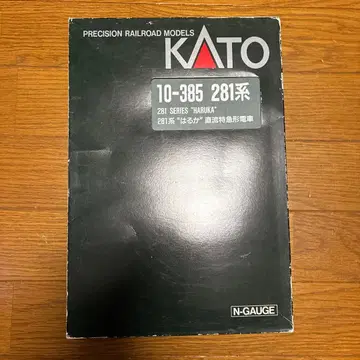 PRECISION RAILROAD MODELS
KATO
10-385 281系
281 SERIES "HARUKA"
281系"はるか"直流特急形電車
N-GAUGE